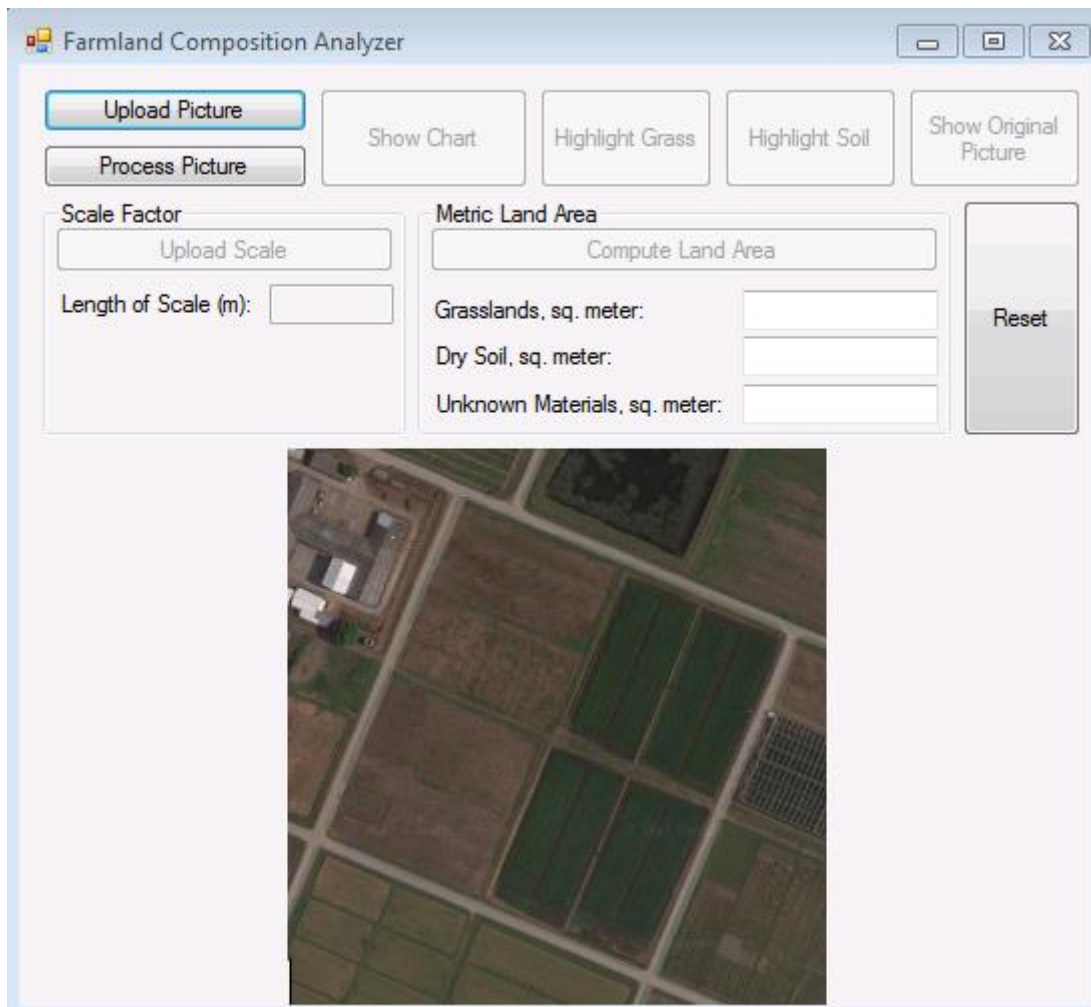 Farmland Composition Analyzer
Upload Picture
Process Picture
Show Chart
Highlight Grass
Highlight Soil
Show Original
Picture
Scale Factor
Upload Scale
Length of Scale (m):
Metric Land Area
Compute Land Area
Grasslands, sq. meter:
Dry Soil, sq. meter:
Unknown Materials, sq. meter:
Reset